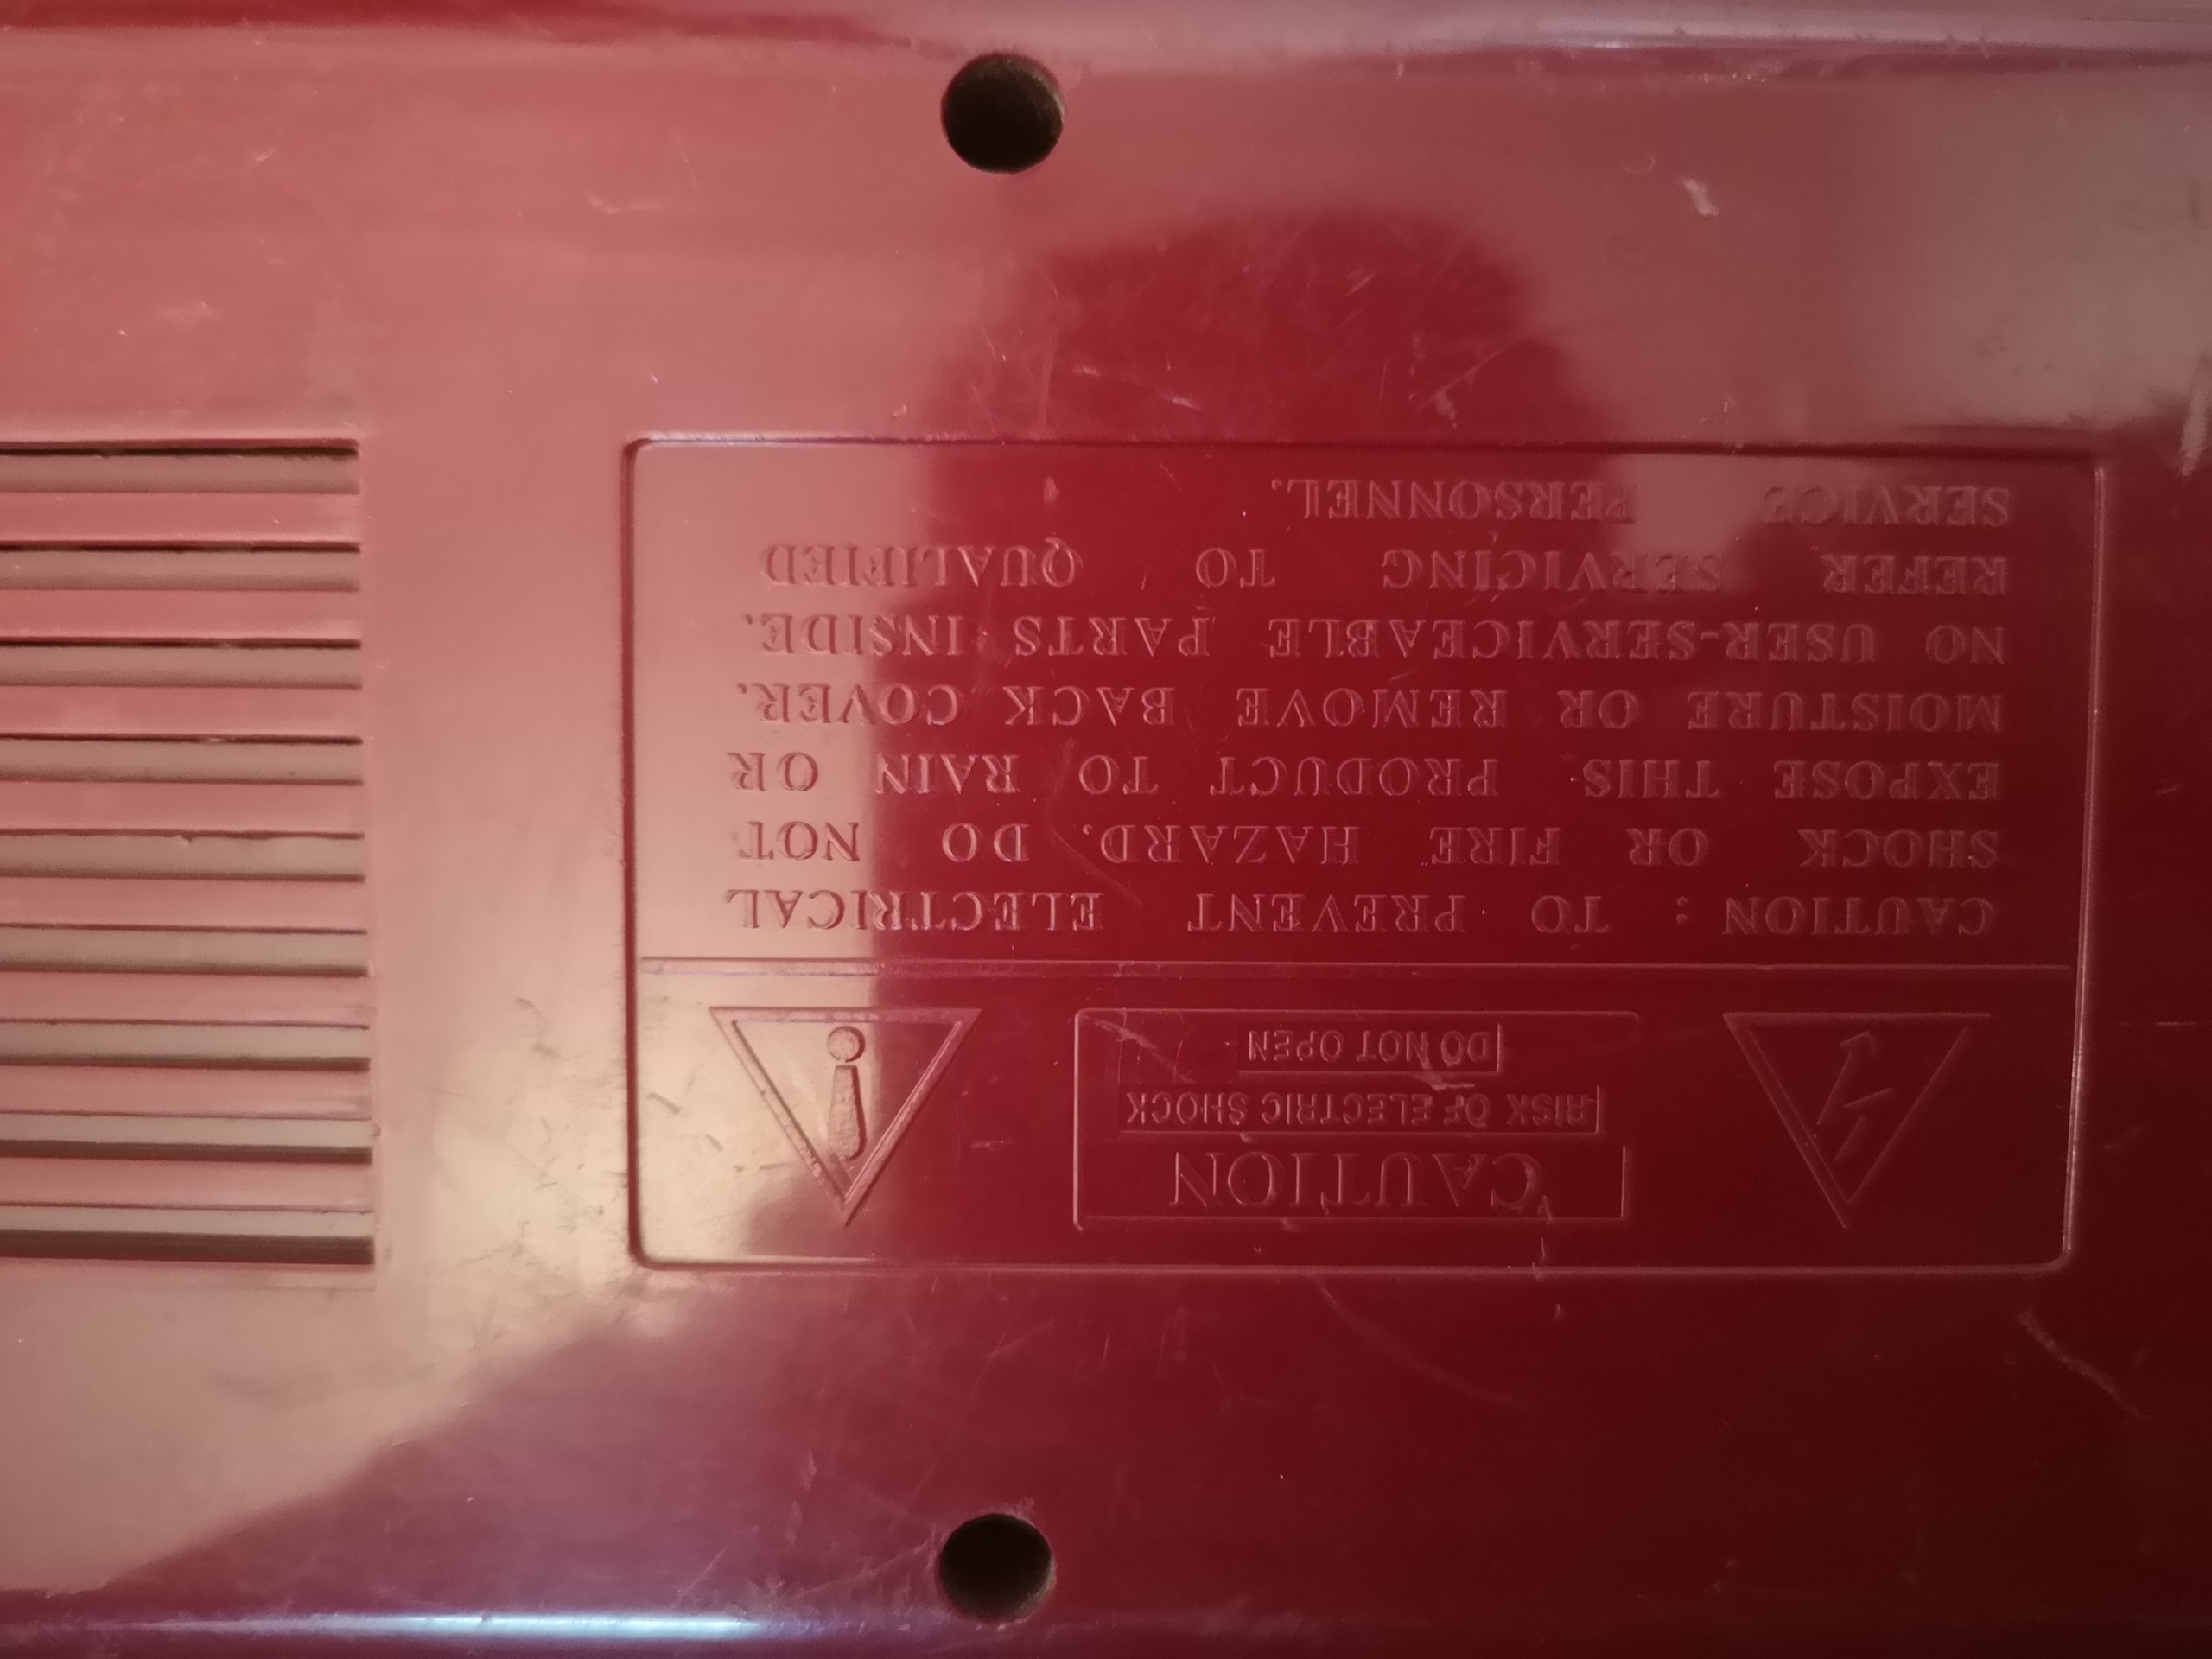 CAUTION
RISK OF ELECTRIC SHOCK
DO NOT OPEN
CAUTION : TO PREVENT ELECTRICAL
SHOCK OR FIRE HAZARD. DO NOT
EXPOSE THIS PRODUCT TO RAIN OR
MOISTURE OR REMOVE BACK COVER.
NO USER-SERVICEABLE PARTS INSIDE.
REFER SERVICING TO QUALIFIED
SERVICE PERSONNEL.